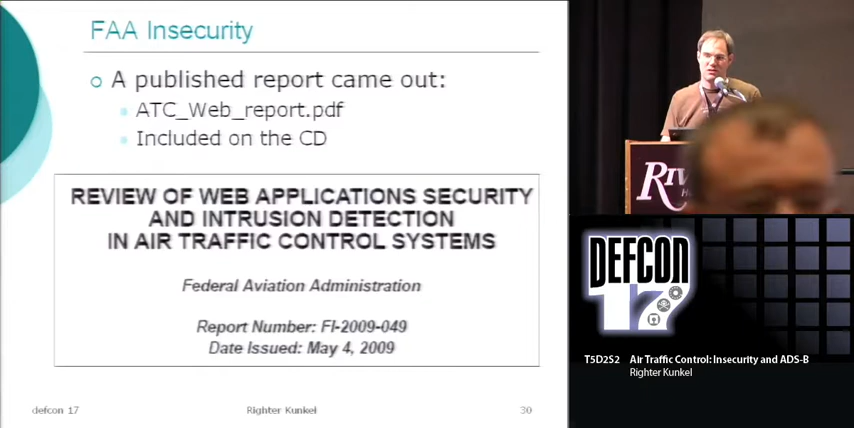 FAA Insecurity
A published report came out:
ATC_Web_report.pdf
Included on the CD
REVIEW OF WEB APPLICATIONS SECURITY
AND INTRUSION DETECTION
IN AIR TRAFFIC CONTROL SYSTEMS
Federal Aviation Administration
Report Number: FI-2009-049
Date Issued: May 4, 2009
defcon 17
Righter Kunkel
30
DEFCON
17
T5D2S2 Air Traffic Control: Insecurity and ADS-B
Righter Kunkel